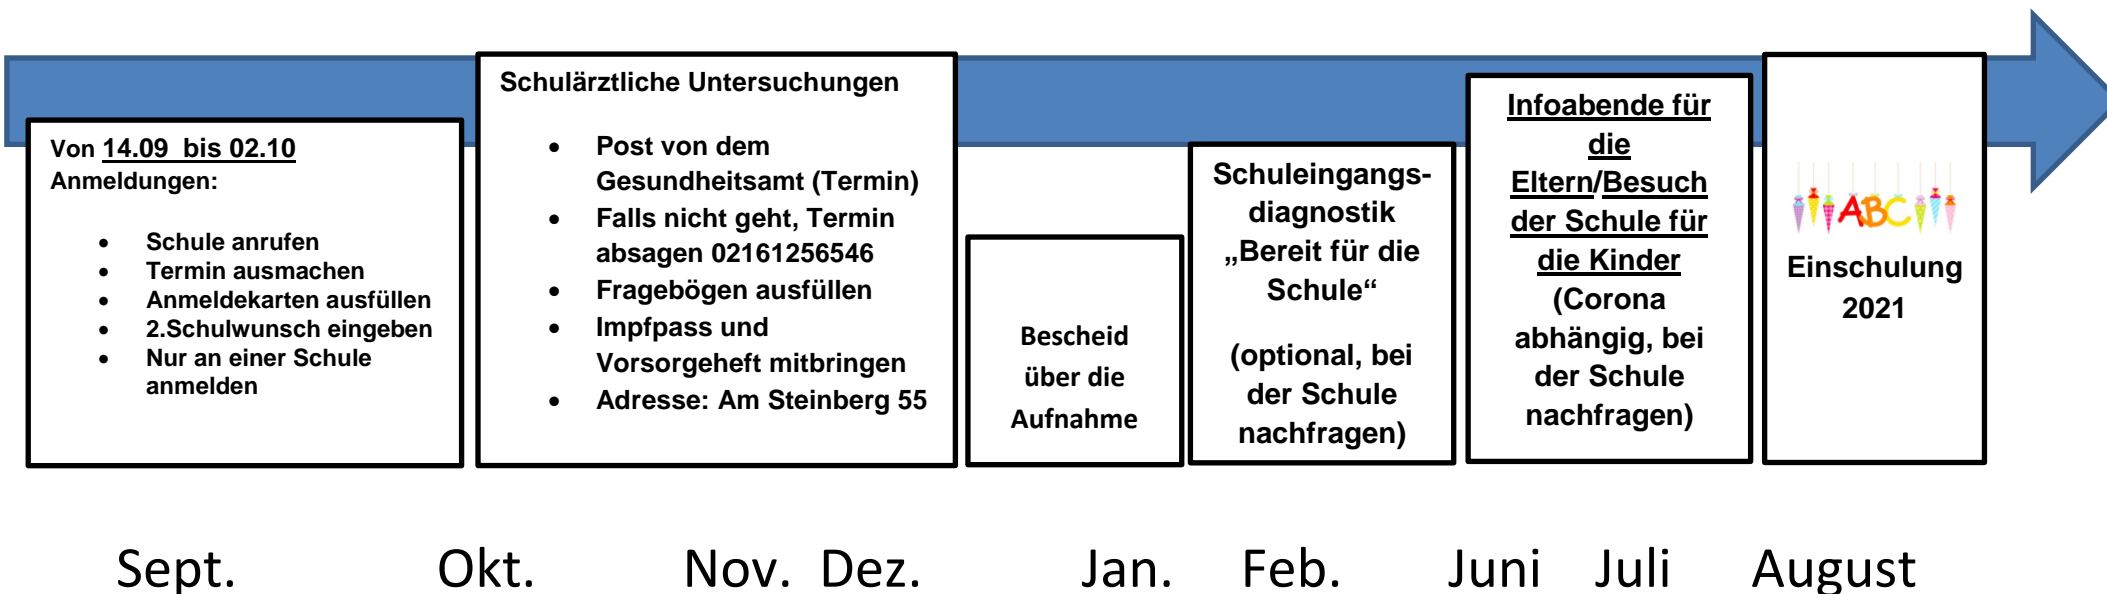 Von 14.09  bis 02.10
Anmeldungen:
• Schule anrufen
• Termin ausmachen
• Anmeldekarten ausfüllen
• 2.Schulwunsch eingeben
• Nur an einer Schule
anmelden
Schulärztliche Untersuchungen
• Post von dem
Gesundheitsamt (Termin)
• Falls nicht geht, Termin
absagen 02161256546
• Fragebögen ausfüllen
• Impfpass und
Vorsorgeheft mitbringen
• Adresse: Am Steinberg 55
Bescheid
über die
Aufnahme
Schuleingangs-
diagnostik
„Bereit für die
Schule“
(optional, bei
der Schule
nachfragen)
Infoabende für
die
Eltern/Besuch
der Schule für
die Kinder
(Corona
abhängig, bei
der Schule
nachfragen)
ABC
Einschulung
2021
Sept. Okt. Nov. Dez. Jan. Feb. Juni Juli August